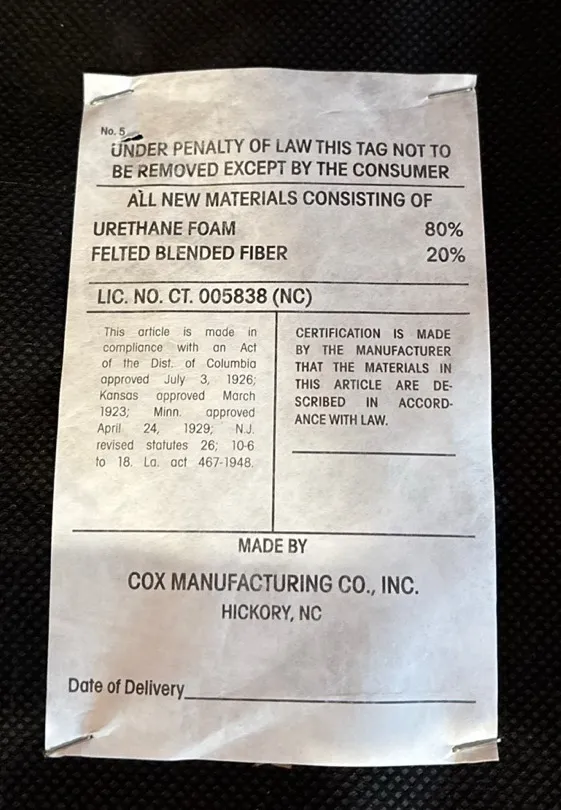 No. 5
UNDER PENALTY OF LAW THIS TAG NOT TO
BE REMOVED EXCEPT BY THE CONSUMER
ALL NEW MATERIALS CONSISTING OF
URETHANE FOAM 80%
FELTED BLENDED FIBER 20%
LIC. NO. CT. 005838 (NC)
This article is made in
compliance with an Act
of the Dist. of Columbia
approved July 3, 1926;
Kansas approved March
1923; Minn. approved
April 24, 1929; N.J.
revised statutes 26; 10-6
to 18. La. act 467-1948.
CERTIFICATION IS MADE
BY THE MANUFACTURER
THAT THE MATERIALS IN
THIS ARTICLE ARE DE-
SCRIBED IN ACCORD-
ANCE WITH LAW.
MADE BY
COX MANUFACTURING CO., INC.
HICKORY, NC
Date of Delivery